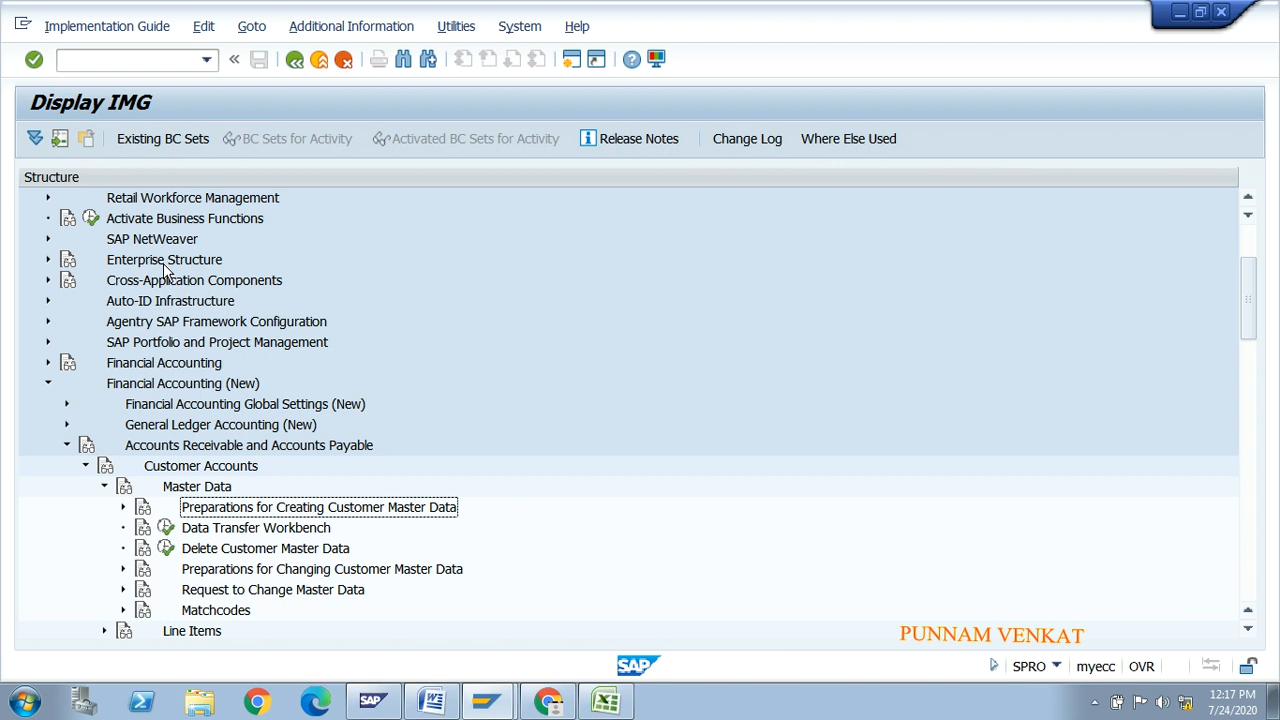 Implementation Guide Edit Goto Additional Information Utilities System Help
Display IMG
Existing BC Sets BC Sets for Activity Activated BC Sets for Activity Release Notes Change Log Where Else Used
Structure
Retail Workforce Management
Activate Business Functions
SAP NetWeaver
Enterprise Structure
Cross-Application Components
Auto-ID Infrastructure
Agentry SAP Framework Configuration
SAP Portfolio and Project Management
Financial Accounting
Financial Accounting (New)
Financial Accounting Global Settings (New)
General Ledger Accounting (New)
Accounts Receivable and Accounts Payable
Customer Accounts
Master Data
Preparations for Creating Customer Master Data
Data Transfer Workbench
Delete Customer Master Data
Preparations for Changing Customer Master Data
Request to Change Master Data
Matchcodes
Line Items
PUNNAM VENKAT
SAP SPRO myecc OVR
SAP
12:17 PM
7/24/2020